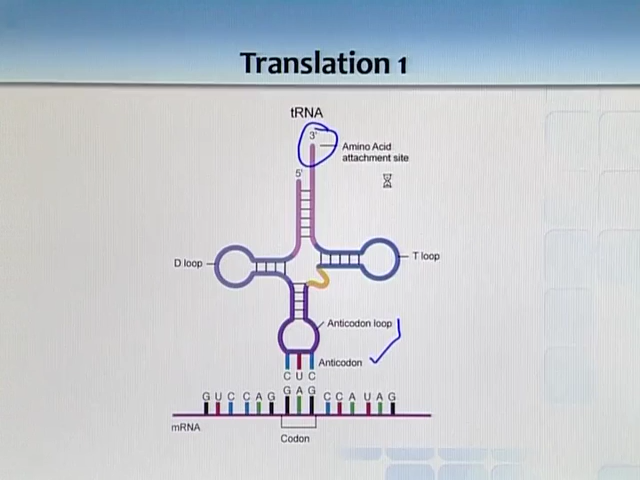 Translation 1
tRNA
3'
Amino Acid
attachment site
5'
D loop
T loop
Anticodon loop
Anticodon
C U C
G U C C A G G A G C C A U A G
mRNA
Codon